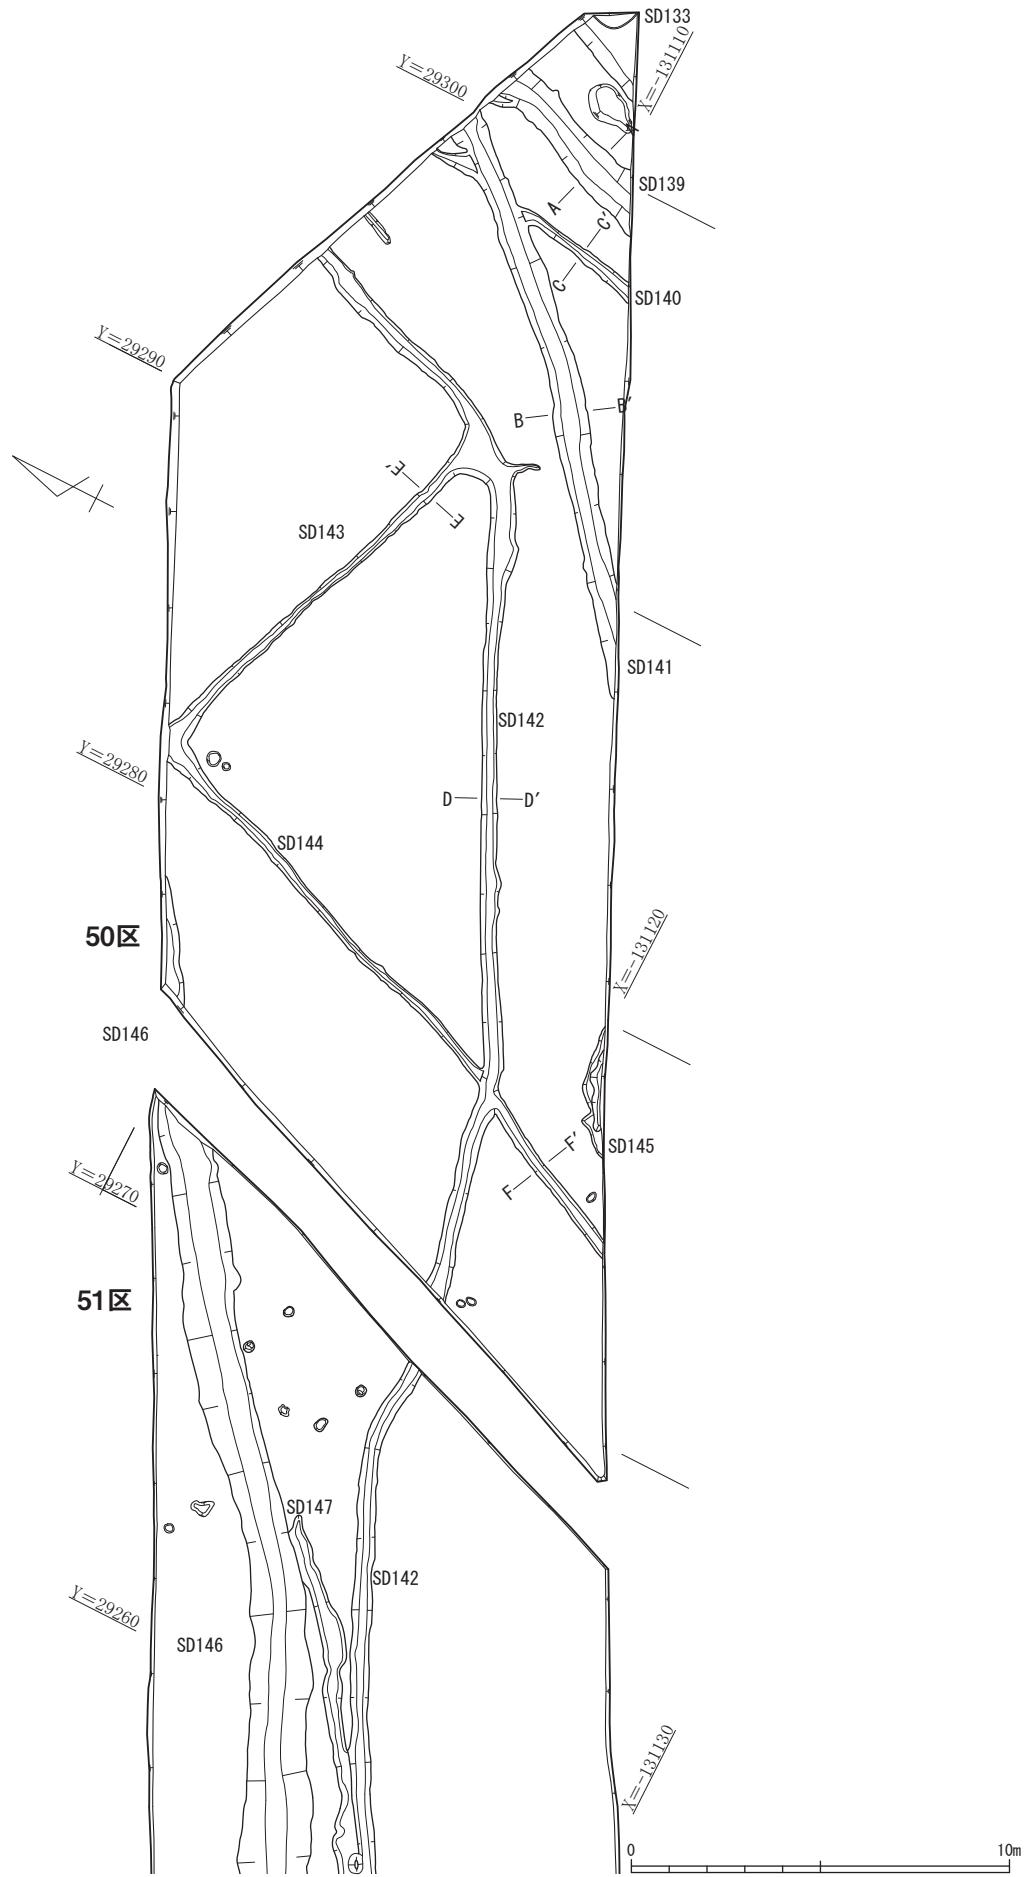 SD133
X=-131110
Y=29300
SD139
A
C'
C
SD140
Y=29290
B
B'
E'
E
SD143
SD141
SD142
Y=29280
D
D'
SD144
50区
X=-131120
SD146
SD145
F'
F
Y=29270
51区
SD147
SD142
Y=29260
SD146
X=-131130
0
10m